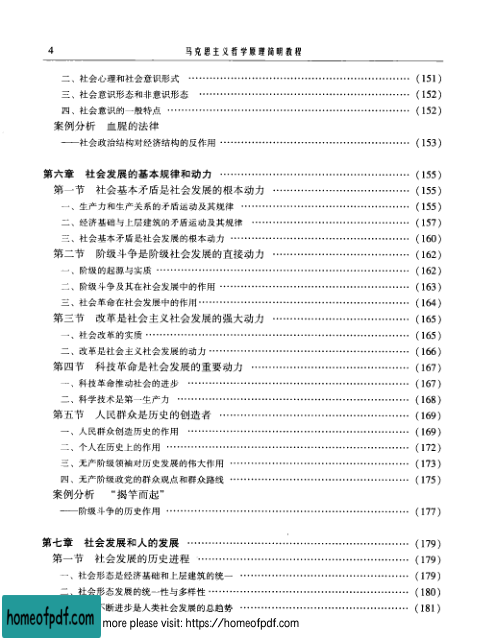 4 马克思主义哲学原理简明教程
二、社会心理和社会意识形式 …… (151)
三、社会意识形态和非意识形态 …… (152)
四、社会意识的一般特点 …… (152)
案例分析 血腥的法律
——社会政治结构对经济结构的反作用 …… (153)
第六章 社会发展的基本规律和动力 …… (155)
第一节 社会基本矛盾是社会发展的根本动力 …… (155)
一、生产力和生产关系的矛盾运动及其规律 …… (155)
二、经济基础与上层建筑的矛盾运动及其规律 …… (157)
三、社会基本矛盾是社会发展的根本动力 …… (160)
第二节 阶级斗争是阶级社会发展的直接动力 …… (162)
一、阶级的起源与实质 …… (162)
二、阶级斗争及其在社会发展中的作用 …… (163)
三、社会革命在社会发展中的作用 …… (164)
第三节 改革是社会主义社会发展的强大动力 …… (165)
一、社会改革的实质 …… (165)
二、改革是社会主义社会发展的动力 …… (166)
第四节 科技革命是社会发展的重要动力 …… (167)
一、科技革命推动社会的进步 …… (167)
二、科学技术是第一生产力 …… (168)
第五节 人民群众是历史的创造者 …… (169)
一、人民群众创造历史的作用 …… (169)
二、个人在历史上的作用 …… (172)
三、无产阶级领袖对历史发展的伟大作用 …… (173)
四、无产阶级政党的群众观点和群众路线 …… (175)
案例分析 “揭竿而起”
——阶级斗争的历史作用 …… (177)
第七章 社会发展和人的发展 …… (179)
第一节 社会发展的历史进程 …… (179)
一、社会形态是经济基础和上层建筑的统一 …… (179)
二、社会形态发展的统一性与多样性 …… (180)
不断进步是人类社会发展的总趋势 …… (181)
homeofpdf.com more please visit: https://homeofpdf.com